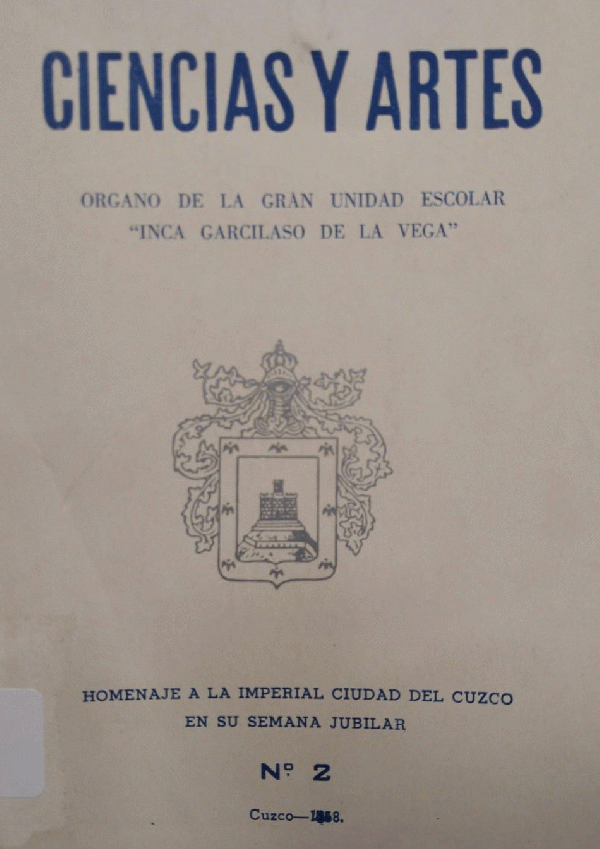 CIENCIAS Y ARTES
ORGANO DE LA GRAN UNIDAD ESCOLAR
“INCA GARCILASO DE LA VEGA”
HOMENAJE A LA IMPERIAL CIUDAD DEL CUZCO
EN SU SEMANA JUBILAR
Nº 2
Cuzco—